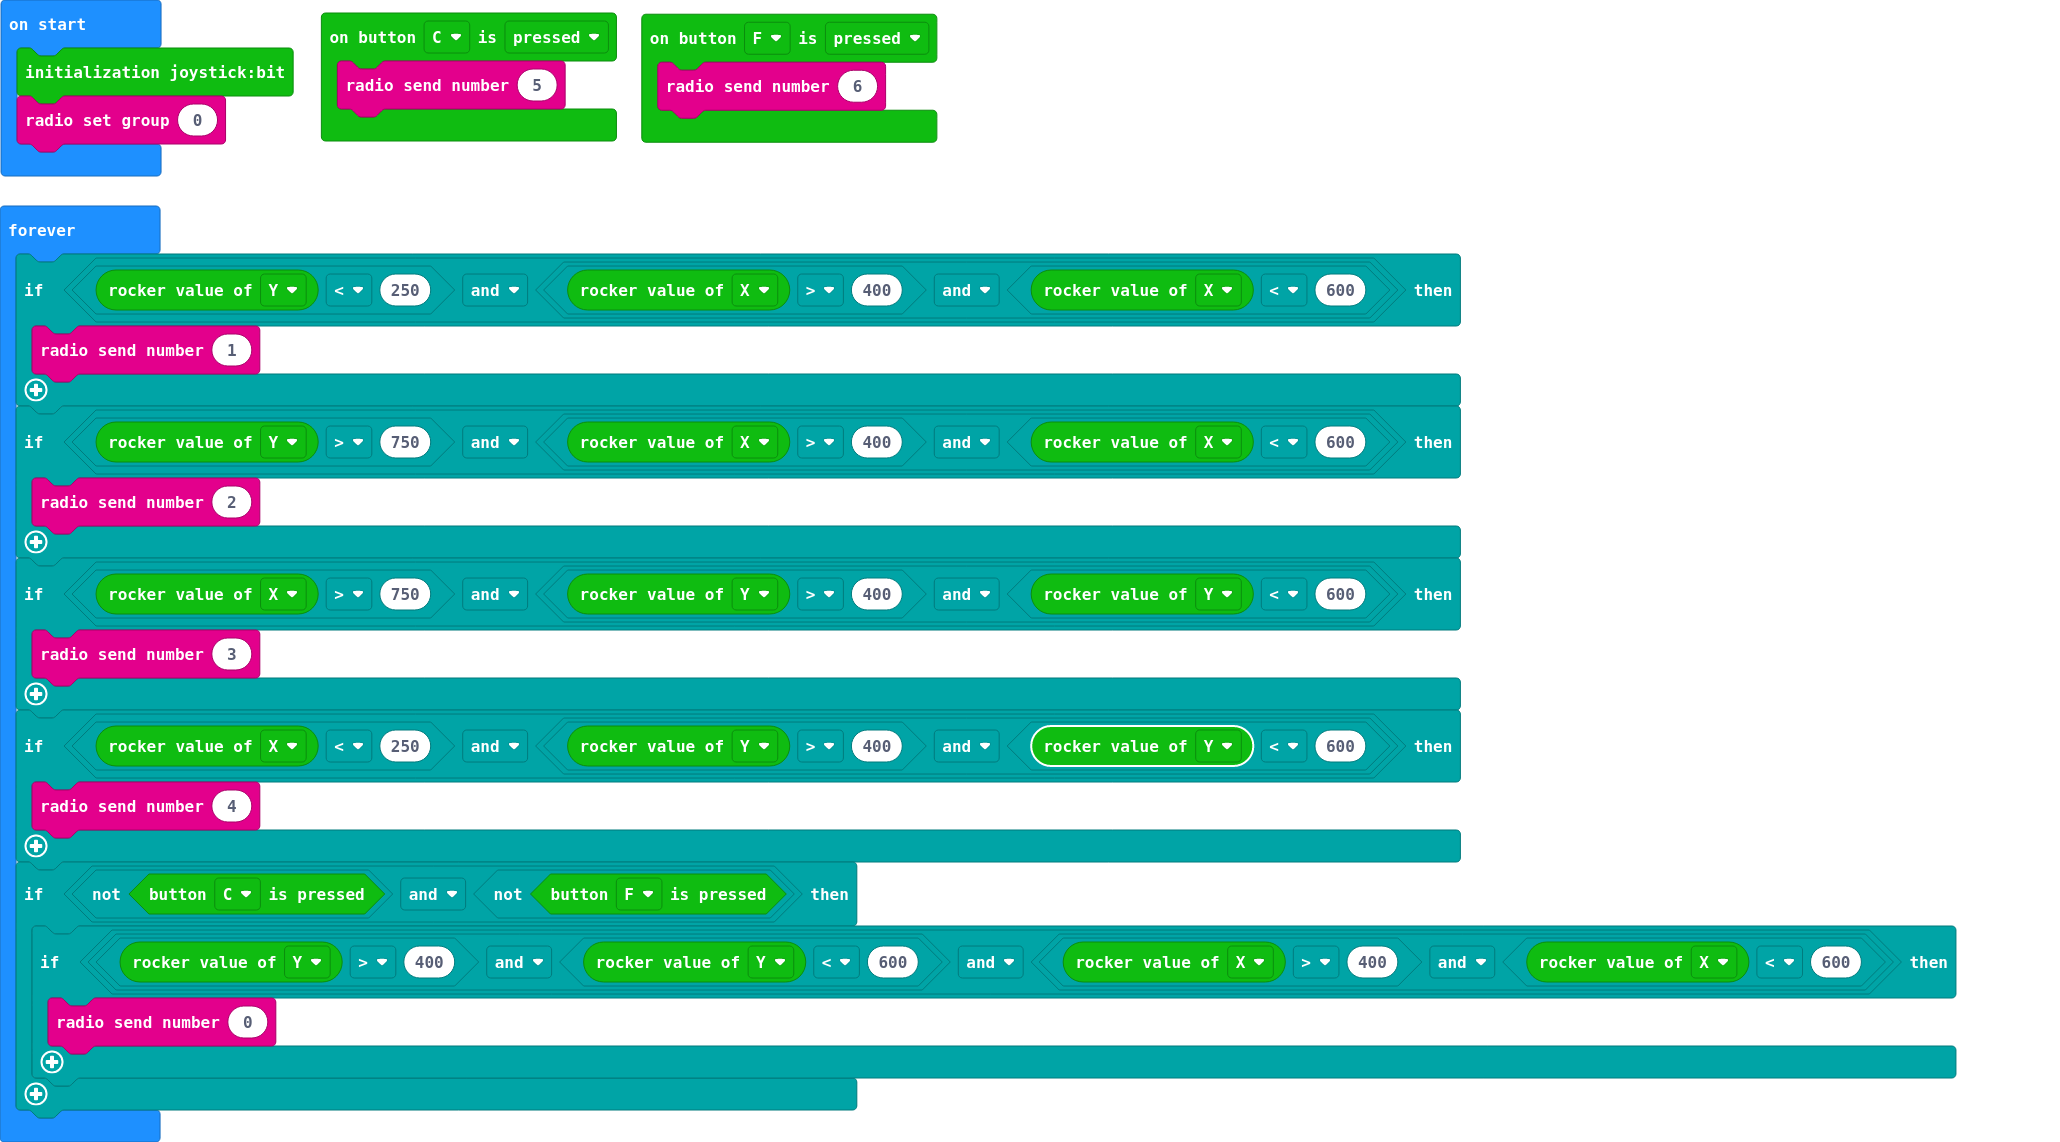 on start
initialization joystick:bit
radio set group 0
on button C is pressed
radio send number 5
on button F is pressed
radio send number 6
forever
if rocker value of Y < 250 and rocker value of X > 400 and rocker value of X < 600 then
radio send number 1
if rocker value of Y > 750 and rocker value of X > 400 and rocker value of X < 600 then
radio send number 2
if rocker value of X > 750 and rocker value of Y > 400 and rocker value of Y < 600 then
radio send number 3
if rocker value of X < 250 and rocker value of Y > 400 and rocker value of Y < 600 then
radio send number 4
if not button C is pressed and not button F is pressed then
if rocker value of Y > 400 and rocker value of Y < 600 and rocker value of X > 400 and rocker value of X < 600 then
radio send number 0